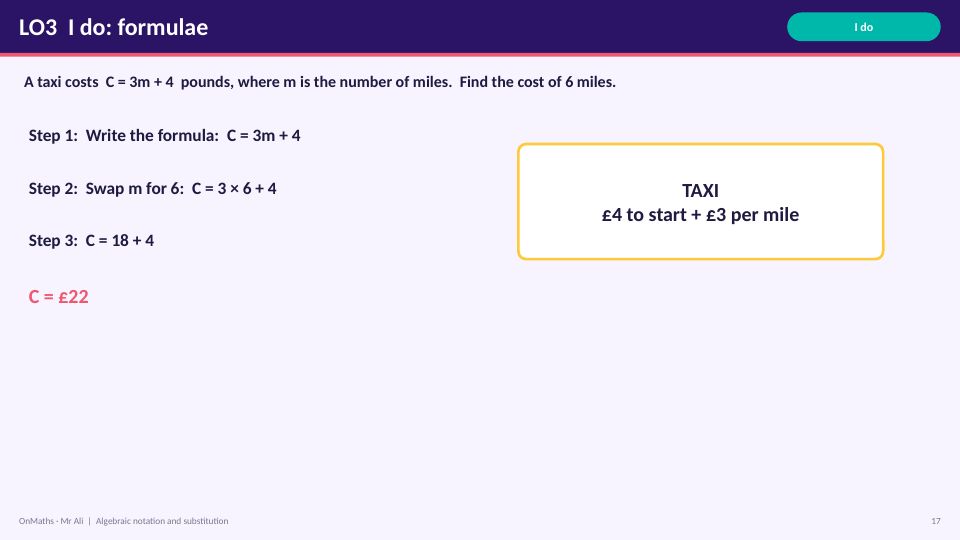 LO3  I do: formulae
I do
A taxi costs  C = 3m + 4  pounds, where m is the number of miles.  Find the cost of 6 miles.
Step 1:  Write the formula:  C = 3m + 4
Step 2:  Swap m for 6:  C = 3 × 6 + 4
Step 3:  C = 18 + 4
C = £22
TAXI
£4 to start + £3 per mile
OnMaths · Mr Ali  |  Algebraic notation and substitution
17